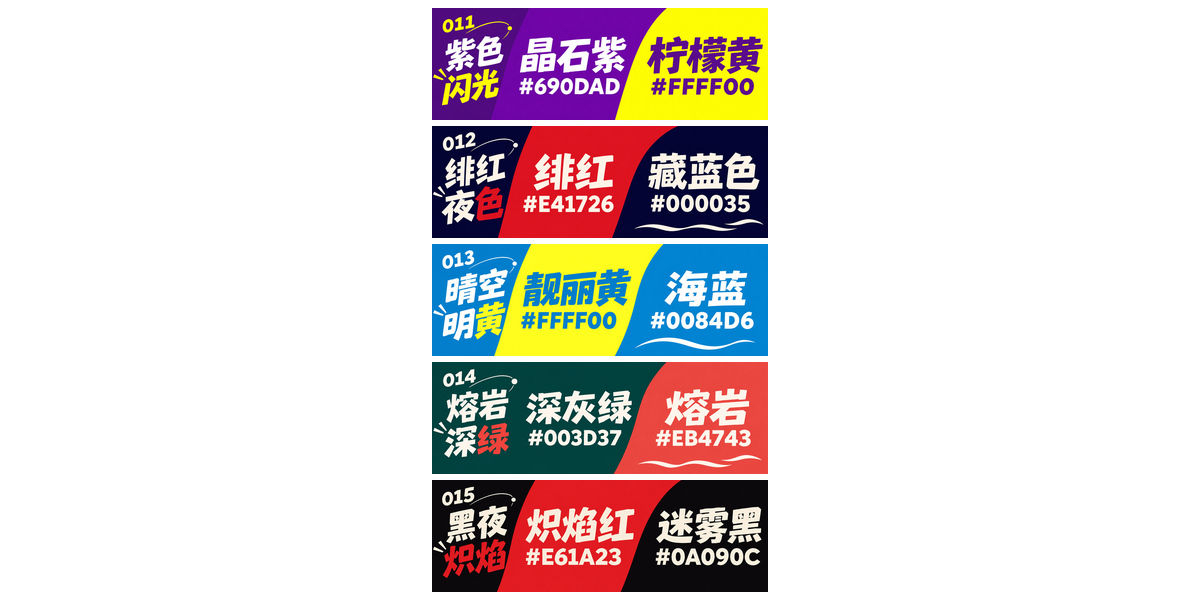 011
紫色
闪光
晶石紫
#690DAD
柠檬黄
#FFFF00
012
绯红
夜色
绯红
#E41726
藏蓝色
#000035
013
晴空
明黄
靓丽黄
#FFFF00
海蓝
#0084D6
014
熔岩
深绿
深灰绿
#003D37
熔岩
#EB4743
015
黑夜
炽焰
炽焰红
#E61A23
迷雾黑
#0A090C